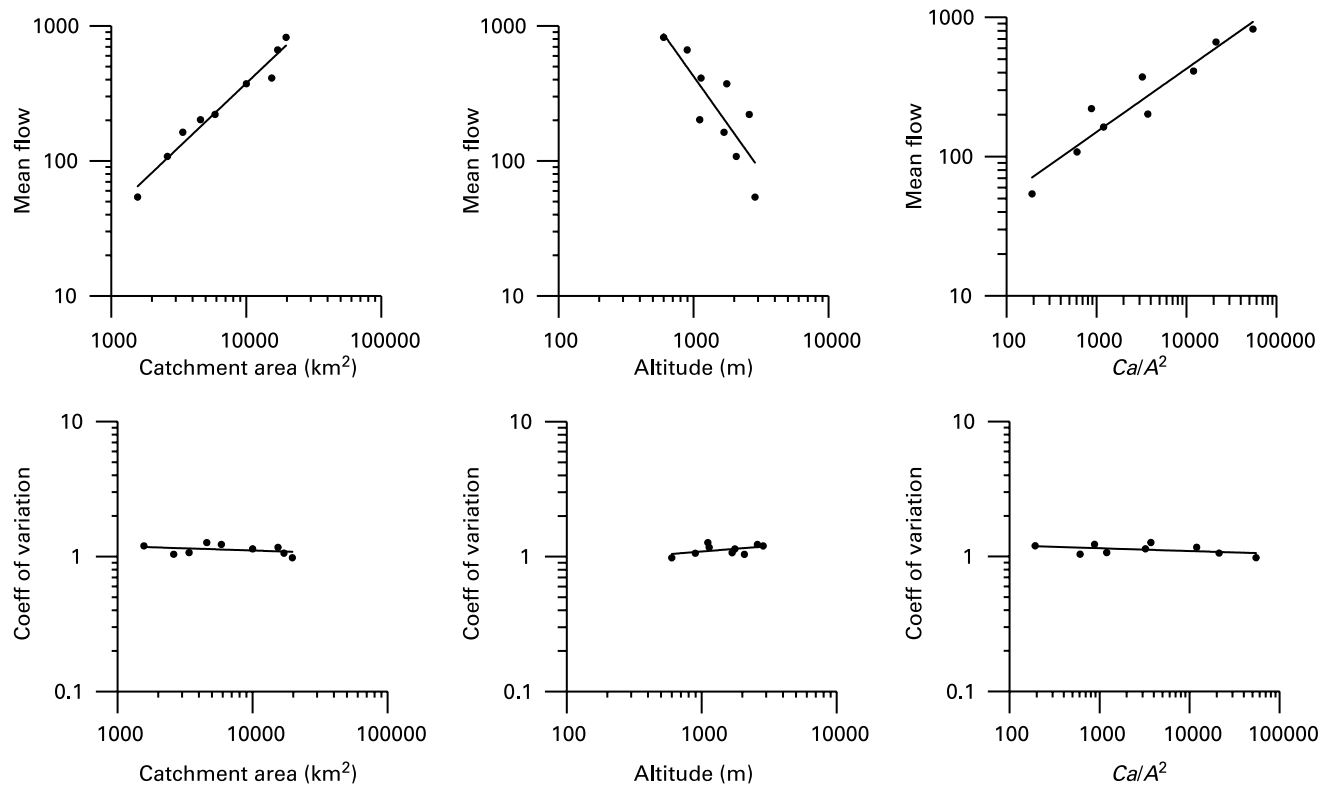 1000
100
10
Mean flow
1000 10000 100000
Catchment area (km²)
1000
100
10
Mean flow
100 1000 10000
Altitude (m)
1000
100
10
Mean flow
100 1000 10000 100000
Ca/A²
10
1
0.1
Coeff of variation
1000 10000 100000
Catchment area (km²)
10
1
0.1
Coeff of variation
100 1000 10000
Altitude (m)
10
1
0.1
Coeff of variation
100 1000 10000 100000
Ca/A²